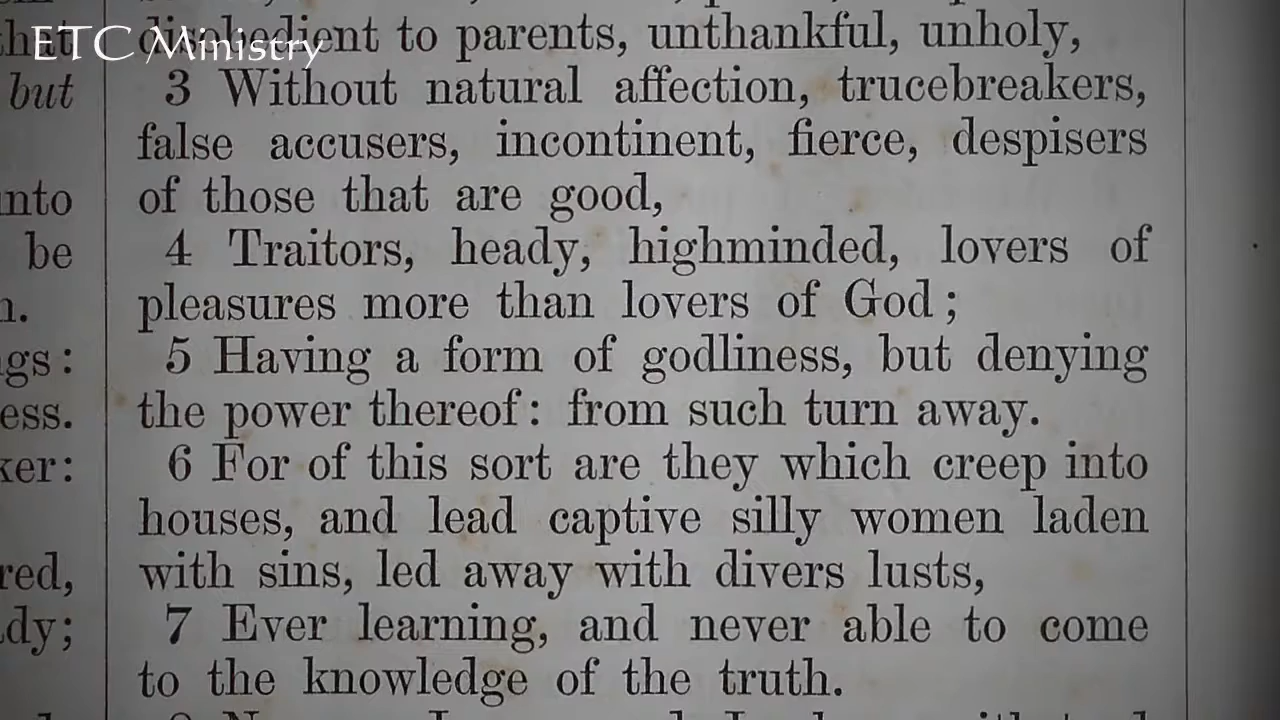 ETC Ministry
that
but
into
be
gs:
ess.
ker:
red,
dy;
disobedient to parents, unthankful, unholy,
3 Without natural affection, trucebreakers,
false accusers, incontinent, fierce, despisers
of those that are good,
4 Traitors, heady, highminded, lovers of
pleasures more than lovers of God;
5 Having a form of godliness, but denying
the power thereof: from such turn away.
6 For of this sort are they which creep into
houses, and lead captive silly women laden
with sins, led away with divers lusts,
7 Ever learning, and never able to come
to the knowledge of the truth.